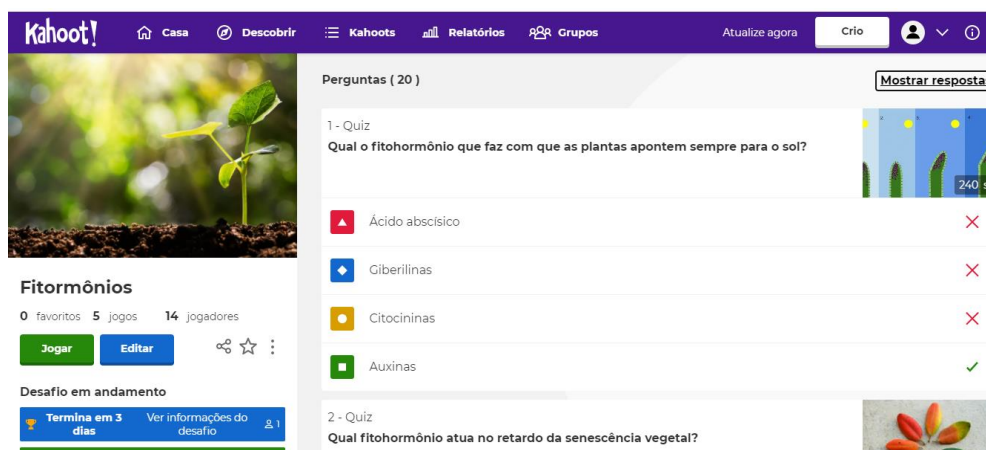 Kahoot! Casa Descobrir Kahoots Relatórios Grupos Atualize agora Crio
Perguntas ( 20 ) Mostrar respostas
1 - Quiz
Qual o fitohormônio que faz com que as plantas apontem sempre para o sol?
240 s
Ácido abscísico
Giberilinas
Citocininas
Auxinas
2 - Quiz
Qual fitohormônio atua no retardo da senescência vegetal?
Fitormônios
0 favoritos 5 jogos 14 jogadores
Jogar Editar
Desafio em andamento
Termina em 3 dias
Ver informações do desafio
1